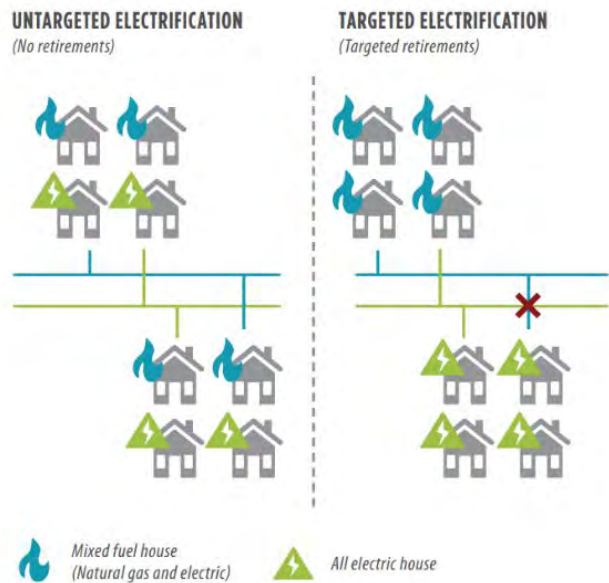 UNTARGETED ELECTRIFICATION
(No retirements)
TARGETED ELECTRIFICATION
(Targeted retirements)
Mixed fuel house
(Natural gas and electric)
All electric house